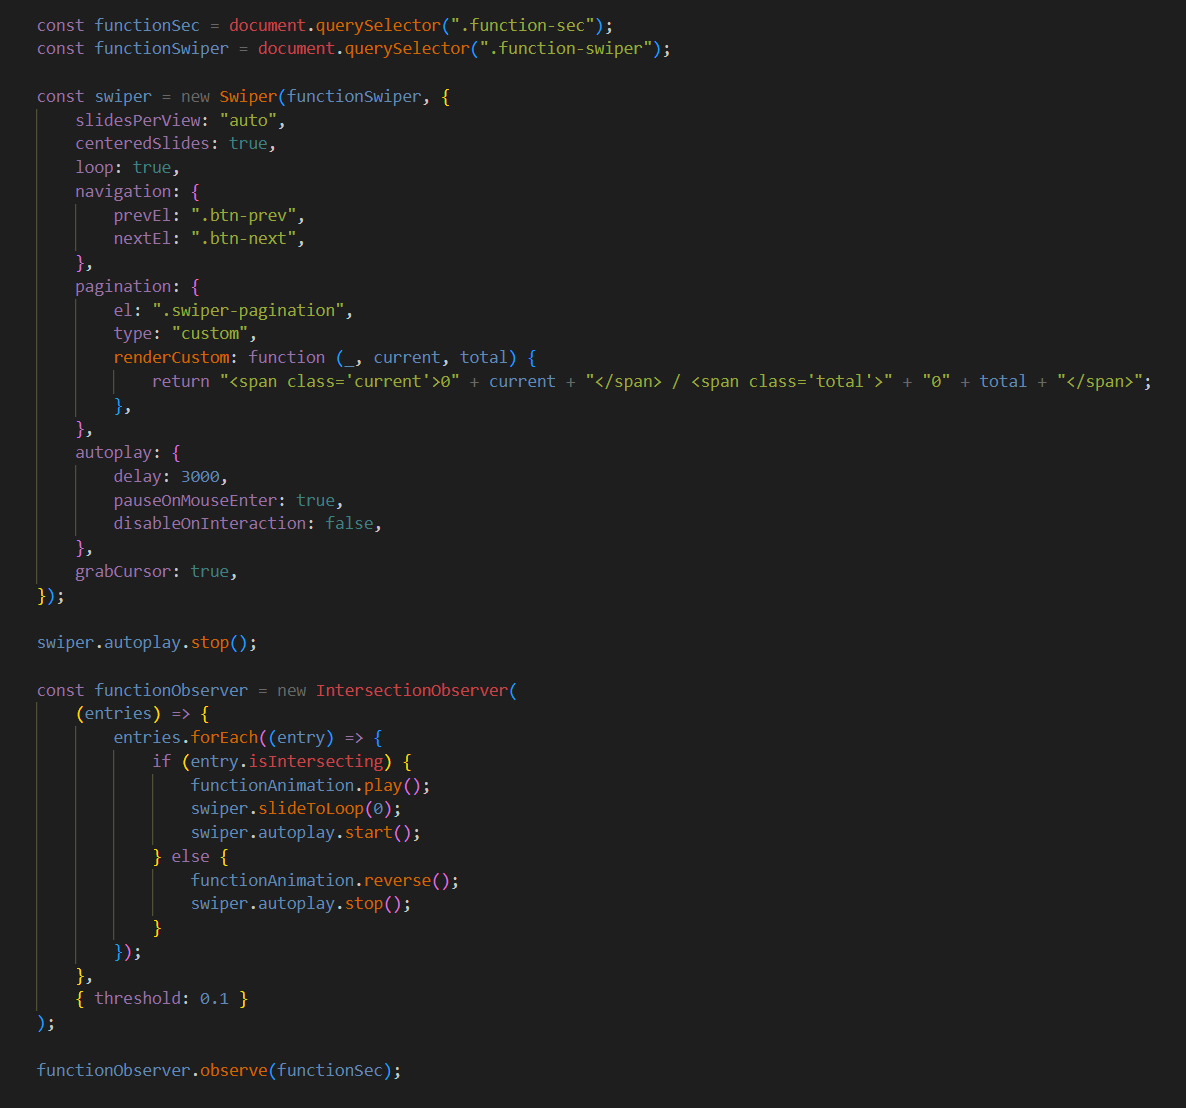 const functionSec = document.querySelector(".function-sec");
const functionSwiper = document.querySelector(".function-swiper");

const swiper = new Swiper(functionSwiper, {
    slidesPerView: "auto",
    centeredSlides: true,
    loop: true,
    navigation: {
        prevEl: ".btn-prev",
        nextEl: ".btn-next",
    },
    pagination: {
        el: ".swiper-pagination",
        type: "custom",
        renderCustom: function (_, current, total) {
            return "<span class='current'>0" + current + "</span> / <span class='total'>" + "0" + total + "</span>";
        },
    },
    autoplay: {
        delay: 3000,
        pauseOnMouseEnter: true,
        disableOnInteraction: false,
    },
    grabCursor: true,
});

swiper.autoplay.stop();

const functionObserver = new IntersectionObserver(
    (entries) => {
        entries.forEach((entry) => {
            if (entry.isIntersecting) {
                functionAnimation.play();
                swiper.slideToLoop(0);
                swiper.autoplay.start();
            } else {
                functionAnimation.reverse();
                swiper.autoplay.stop();
            }
        });
    },
    { threshold: 0.1 }
);

functionObserver.observe(functionSec);